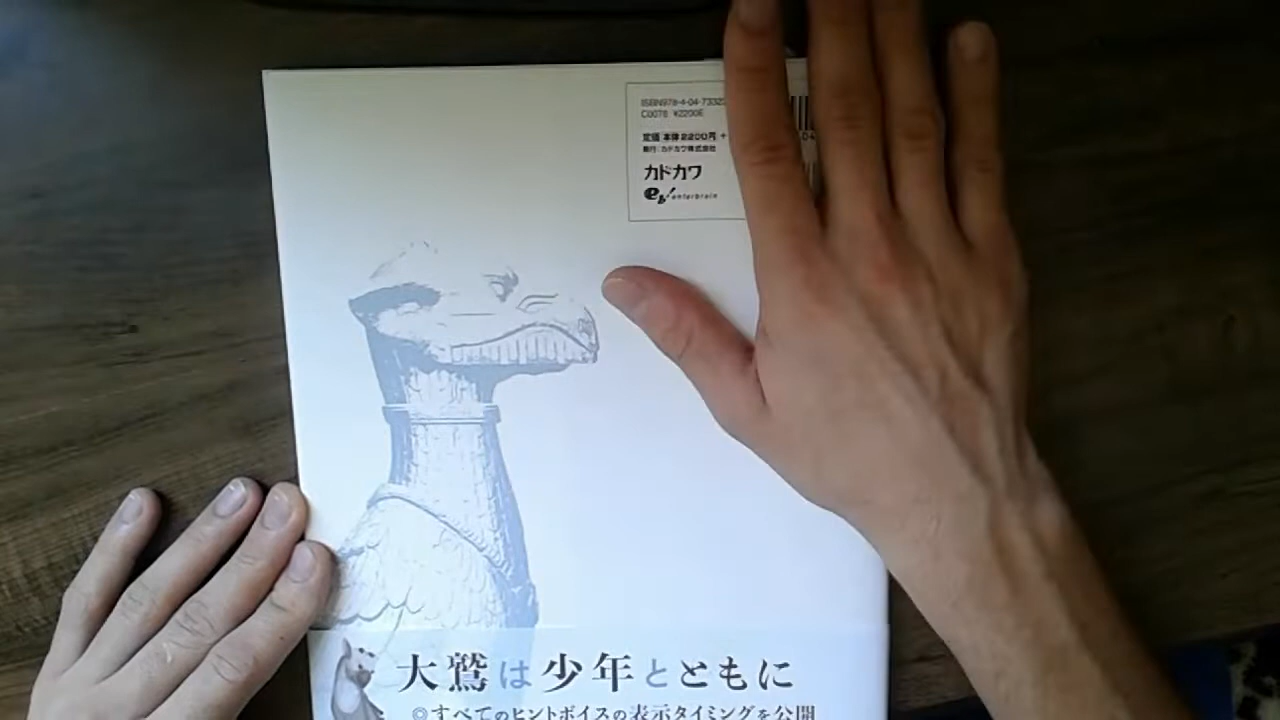 ISBN978-4-04-7332
C0076 ¥2200E
定価 本体2200円+
発行：カドカワ株式会社
カドカワ
eb! enterbrain
04
大鷲は少年とともに
◎すべてのヒントボイスの表示タイミングを公開